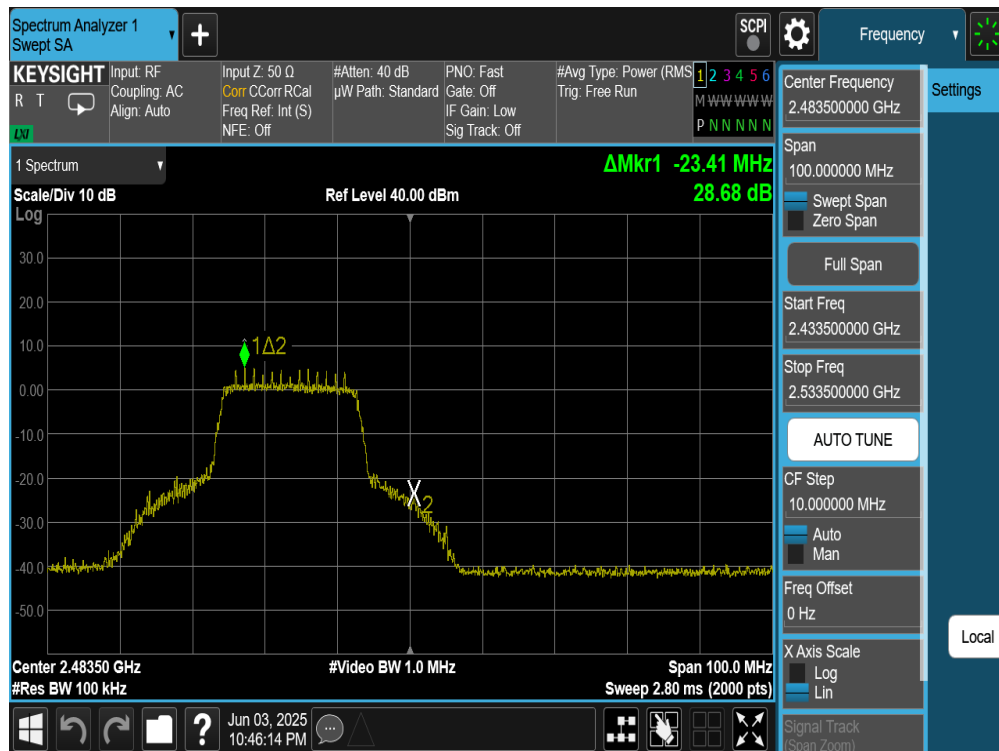 Spectrum Analyzer 1
Swept SA
SCPI
Frequency
KEYSIGHT
R T
LXI
Input: RF
Coupling: AC
Align: Auto
Input Z: 50 Ω
Corr CCorr RCal
Freq Ref: Int (S)
NFE: Off
#Atten: 40 dB
µW Path: Standard
PNO: Fast
Gate: Off
IF Gain: Low
Sig Track: Off
#Avg Type: Power (RMS
Trig: Free Run
1 2 3 4 5 6
M W W W W W
P N N N N N
1 Spectrum
Scale/Div 10 dB
Log
Ref Level 40.00 dBm
ΔMkr1 -23.41 MHz
28.68 dB
30.0
20.0
10.0
0.00
-10.0
-20.0
-30.0
-40.0
-50.0
1Δ2
X2
Center 2.48350 GHz
#Res BW 100 kHz
#Video BW 1.0 MHz
Span 100.0 MHz
Sweep 2.80 ms (2000 pts)
Jun 03, 2025
10:46:14 PM
Center Frequency
2.483500000 GHz
Span
100.000000 MHz
Swept Span
Zero Span
Full Span
Start Freq
2.433500000 GHz
Stop Freq
2.533500000 GHz
AUTO TUNE
CF Step
10.000000 MHz
Auto
Man
Freq Offset
0 Hz
X Axis Scale
Log
Lin
Signal Track
(Span Zoom)
Settings
Local